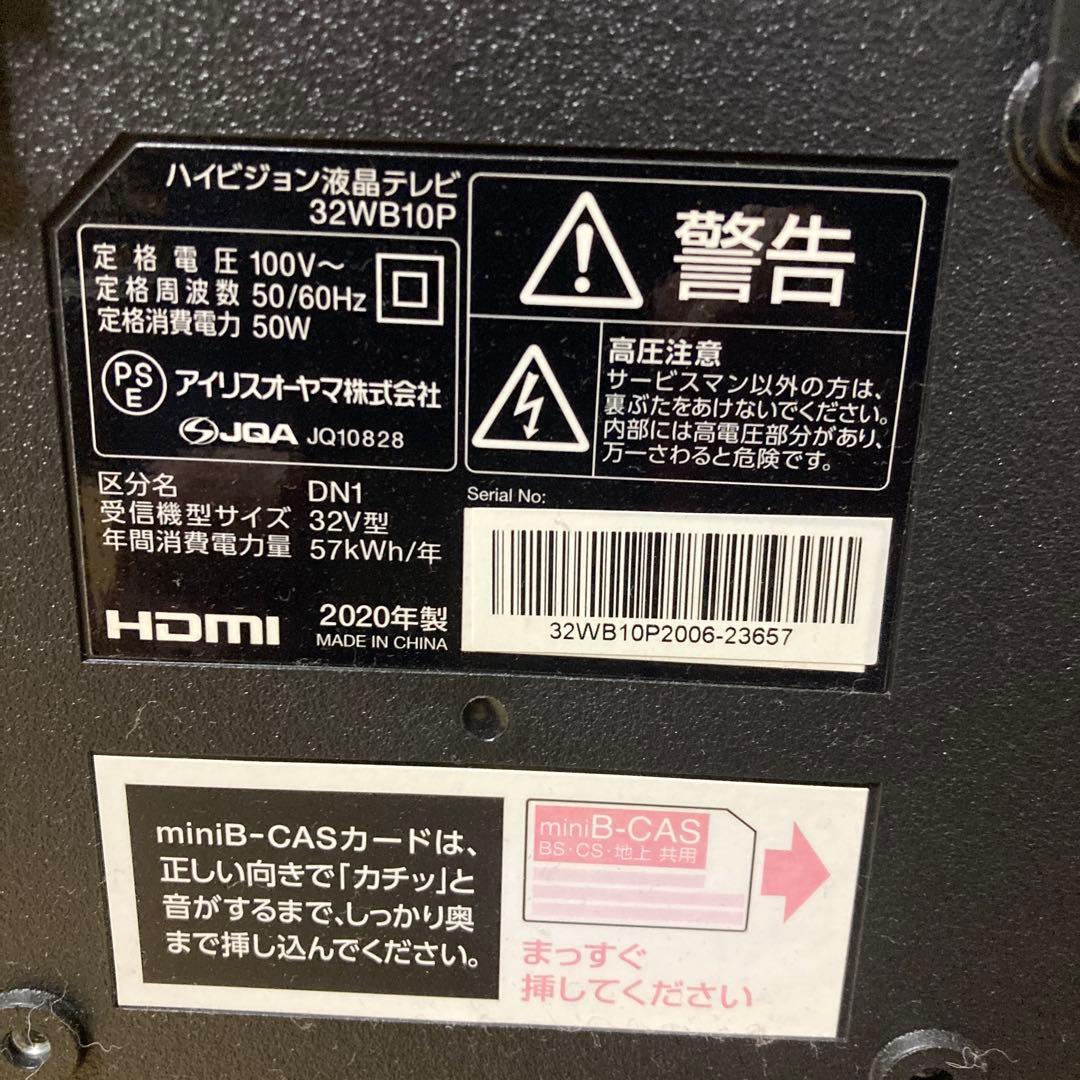 ハイビジョン液晶テレビ
32WB10P
定格電圧 100V～
定格周波数 50/60Hz
定格消費電力 50W
PSE アイリスオーヤマ株式会社
JQA JQ10828
区分名 DN1
受信機型サイズ 32V型
年間消費電力量 57kWh/年
HDMI
2020年製
MADE IN CHINA
警告
高圧注意
サービスマン以外の方は、
裏ぶたをあけないでください。
内部には高電圧部分があり、
万一さわると危険です。
Serial No:
32WB10P2006-23657
miniB-CASカードは、
正しい向きで「カチッ」と
音がするまで、しっかり奥
まで挿し込んでください。
miniB-CAS
BS・CS・地上 共用
まっすぐ
挿してください